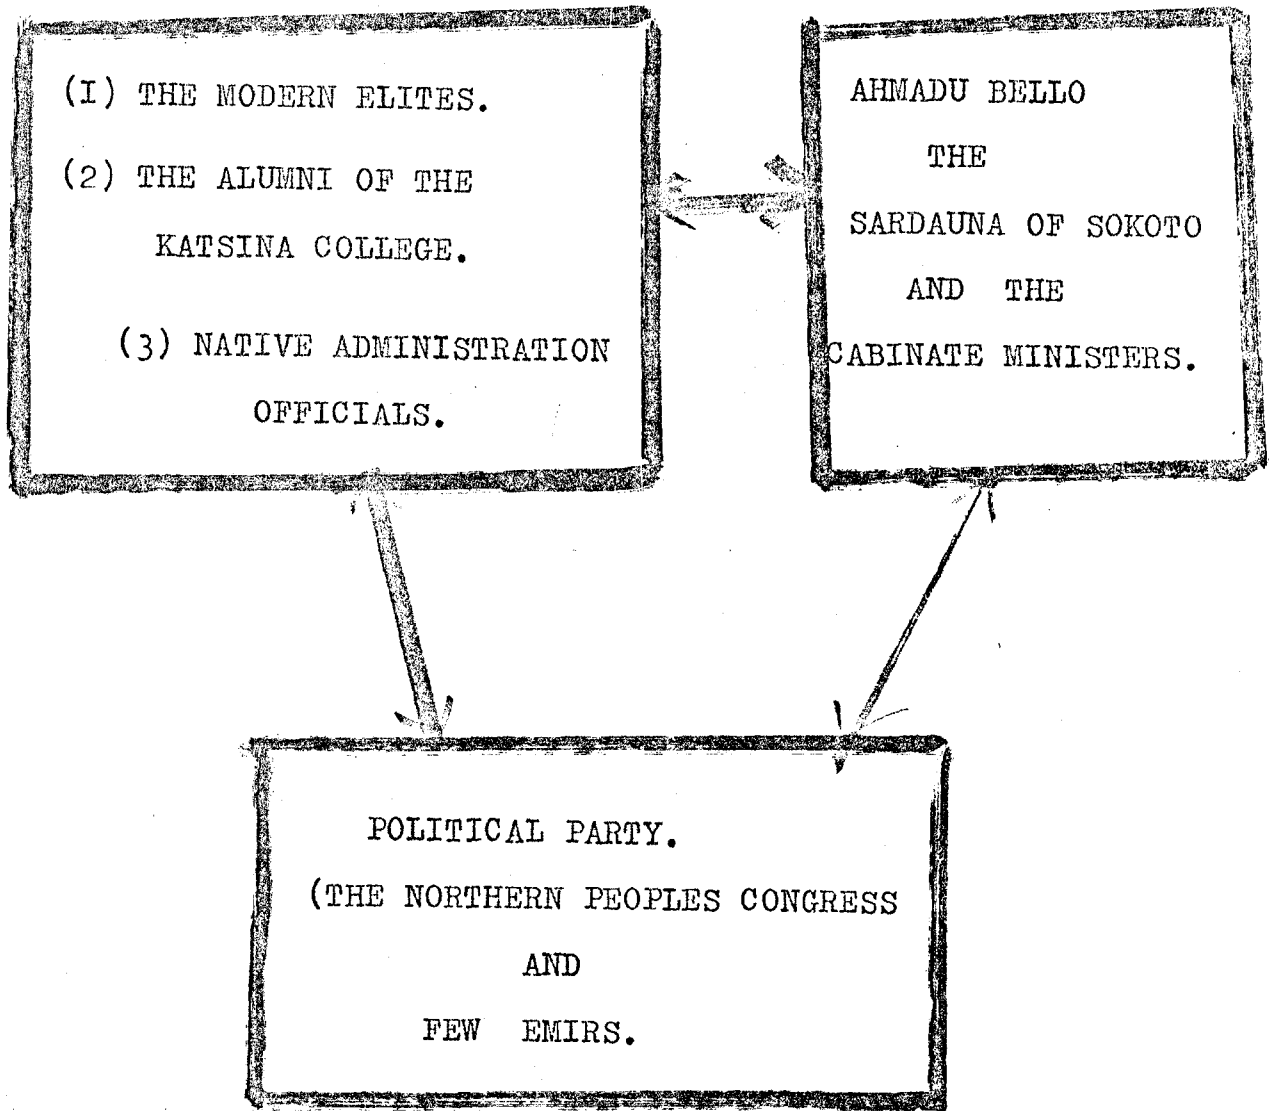 (I) THE MODERN ELITES.
(2) THE ALUMNI OF THE
KATSINA COLLEGE.
(3) NATIVE ADMINISTRATION
OFFICIALS.
AHMADU BELLO
THE
SARDAUNA OF SOKOTO
AND THE
CABINATE MINISTERS.
POLITICAL PARTY.
(THE NORTHERN PEOPLES CONGRESS
AND
FEW EMIRS.